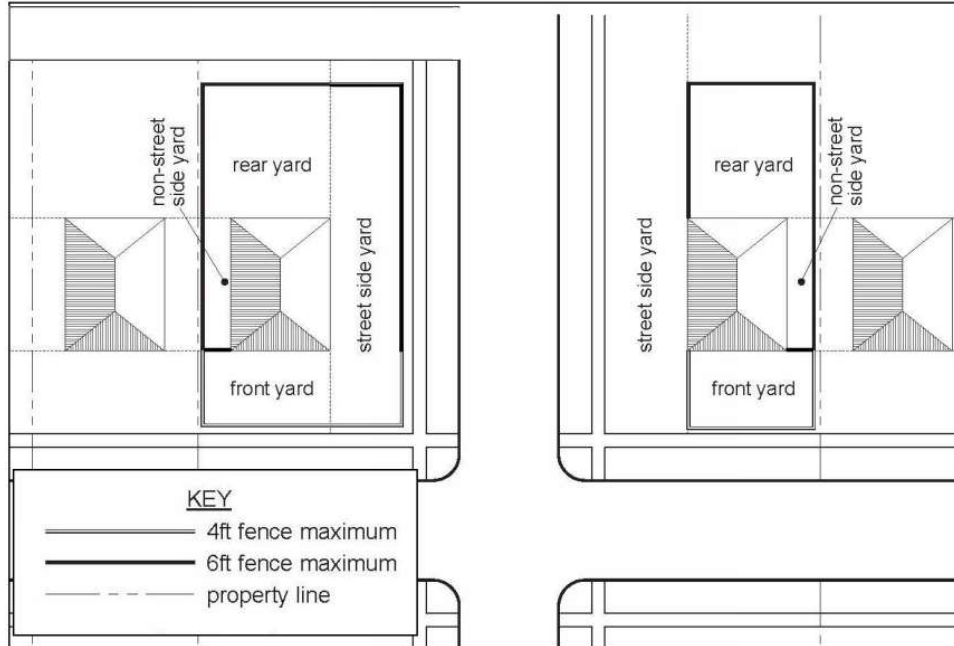 non-street
side yard
rear yard
street side yard
front yard
rear yard
non-street
side yard
street side yard
front yard
KEY
4ft fence maximum
6ft fence maximum
property line